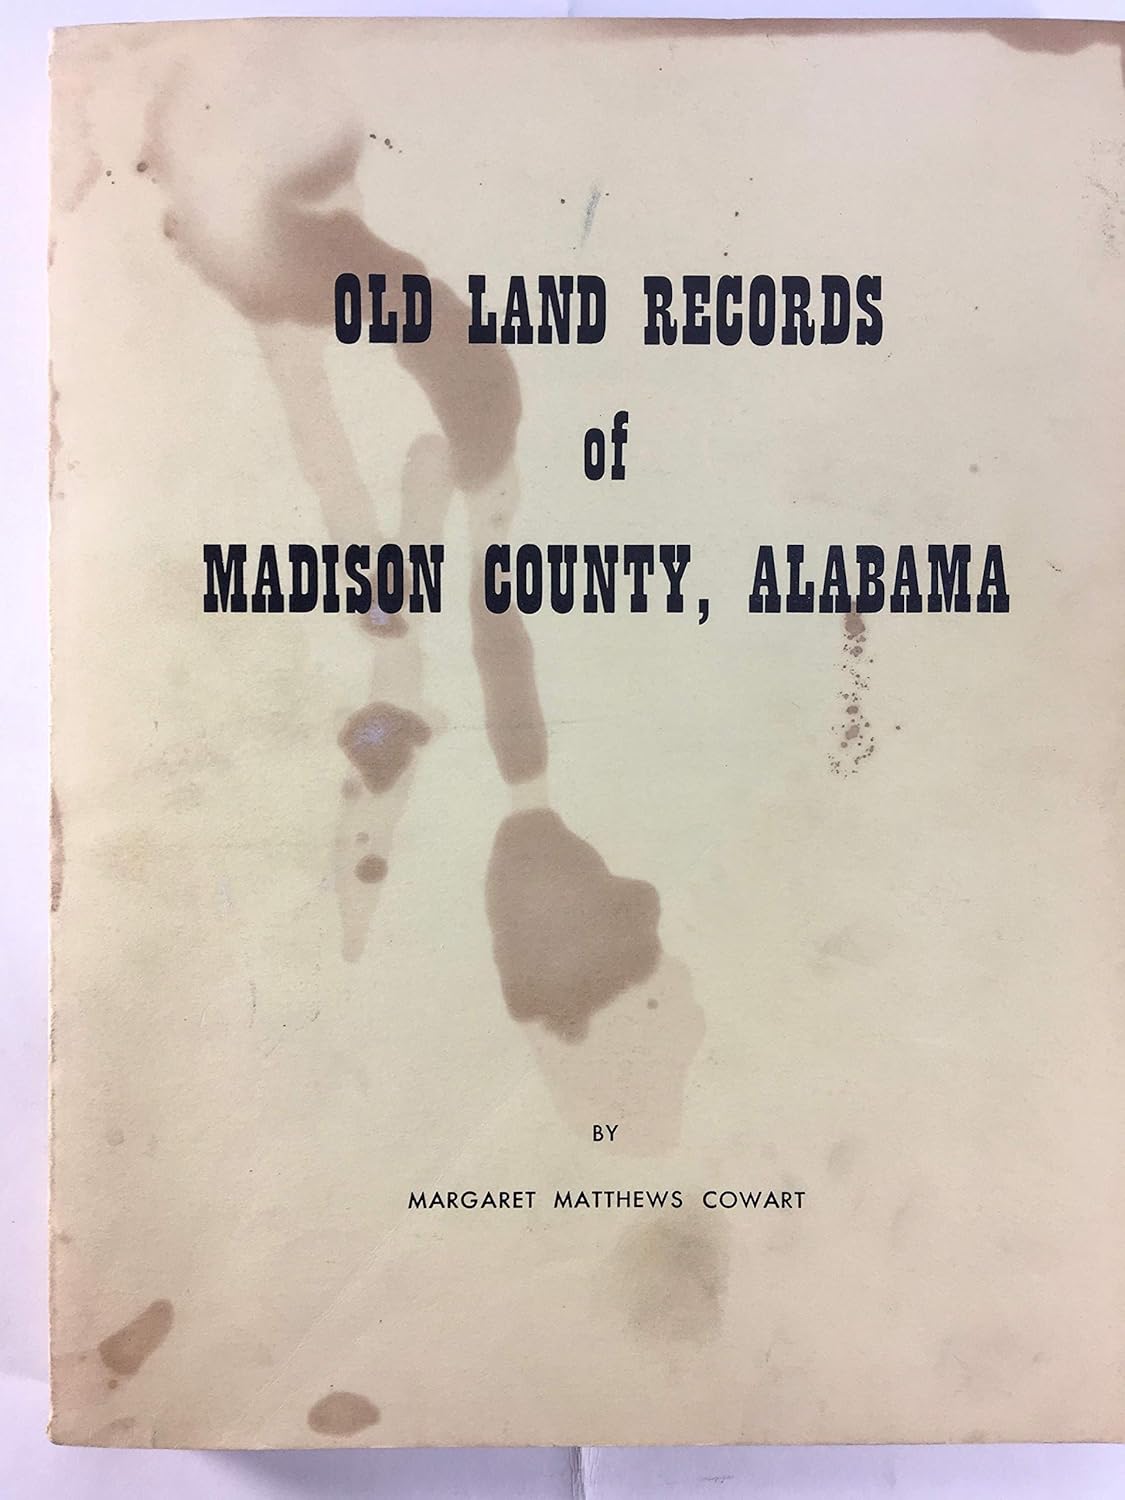 OLD LAND RECORDS
of
MADISON COUNTY, ALABAMA
BY
MARGARET MATTHEWS COWART